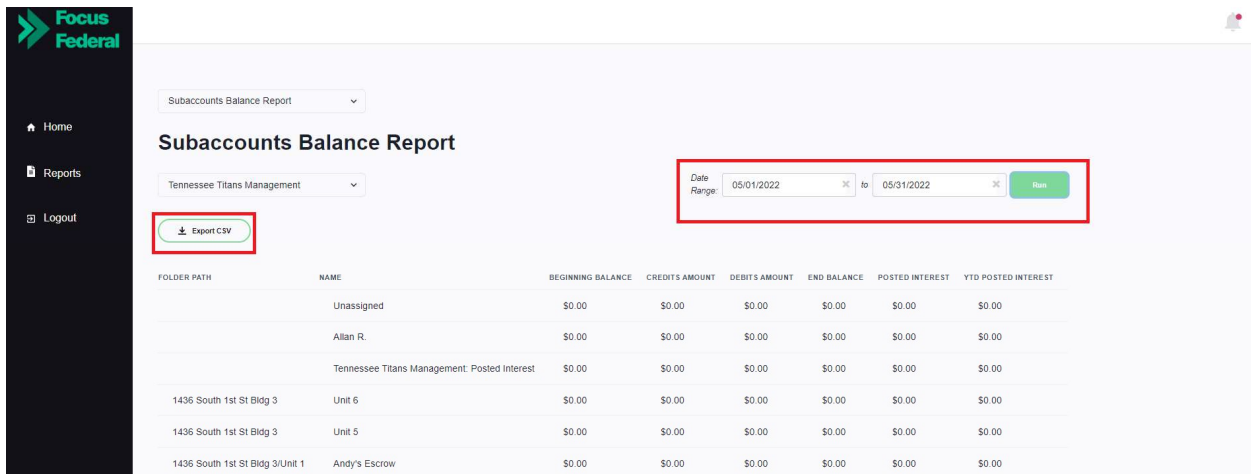 Focus
Federal
Subaccounts Balance Report
Home
Subaccounts Balance Report
Reports
Tennessee Titans Management
Date
Range: 05/01/2022 to 05/31/2022 Run
Logout
Export CSV
FOLDER PATH NAME BEGINNING BALANCE CREDITS AMOUNT DEBITS AMOUNT END BALANCE POSTED INTEREST YTD POSTED INTEREST
Unassigned $0.00 $0.00 $0.00 $0.00 $0.00 $0.00
Allan R. $0.00 $0.00 $0.00 $0.00 $0.00 $0.00
Tennessee Titans Management: Posted Interest $0.00 $0.00 $0.00 $0.00 $0.00 $0.00
1436 South 1st St Bldg 3 Unit 6 $0.00 $0.00 $0.00 $0.00 $0.00 $0.00
1436 South 1st St Bldg 3 Unit 5 $0.00 $0.00 $0.00 $0.00 $0.00 $0.00
1436 South 1st St Bldg 3/Unit 1 Andy's Escrow $0.00 $0.00 $0.00 $0.00 $0.00 $0.00